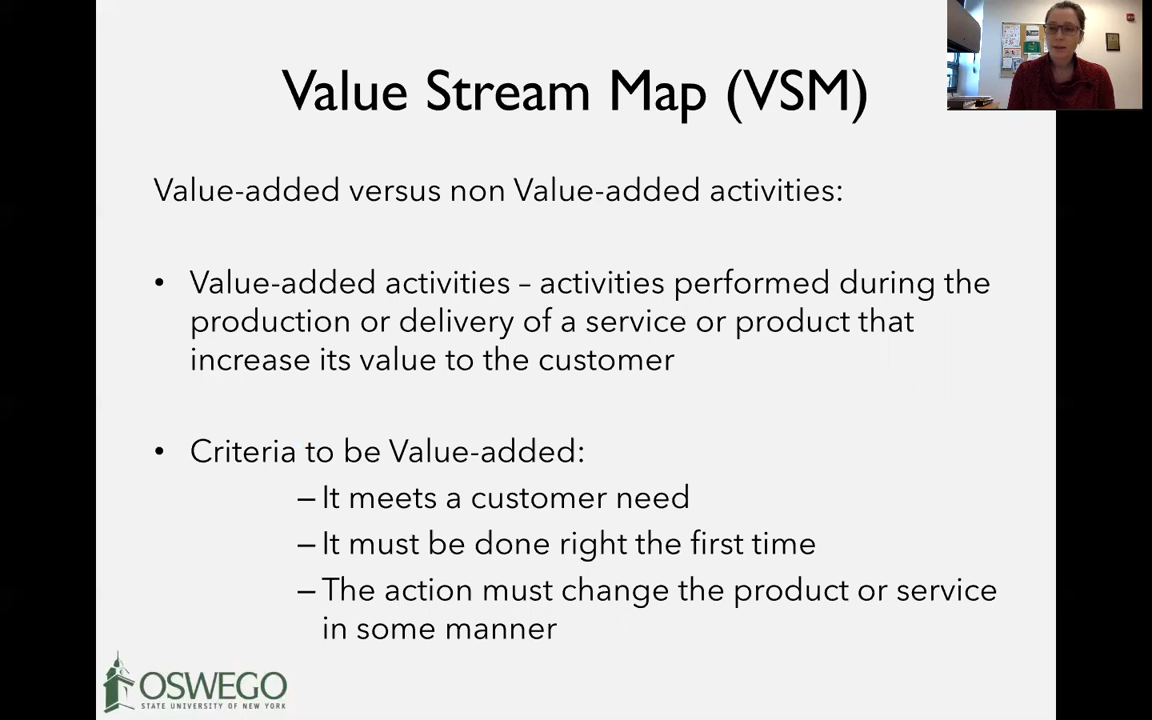 Value Stream Map (VSM)
Value-added versus non Value-added activities:
• Value-added activities – activities performed during the
production or delivery of a service or product that
increase its value to the customer
• Criteria to be Value-added:
– It meets a customer need
– It must be done right the first time
– The action must change the product or service
in some manner
OSWEGO
STATE UNIVERSITY OF NEW YORK